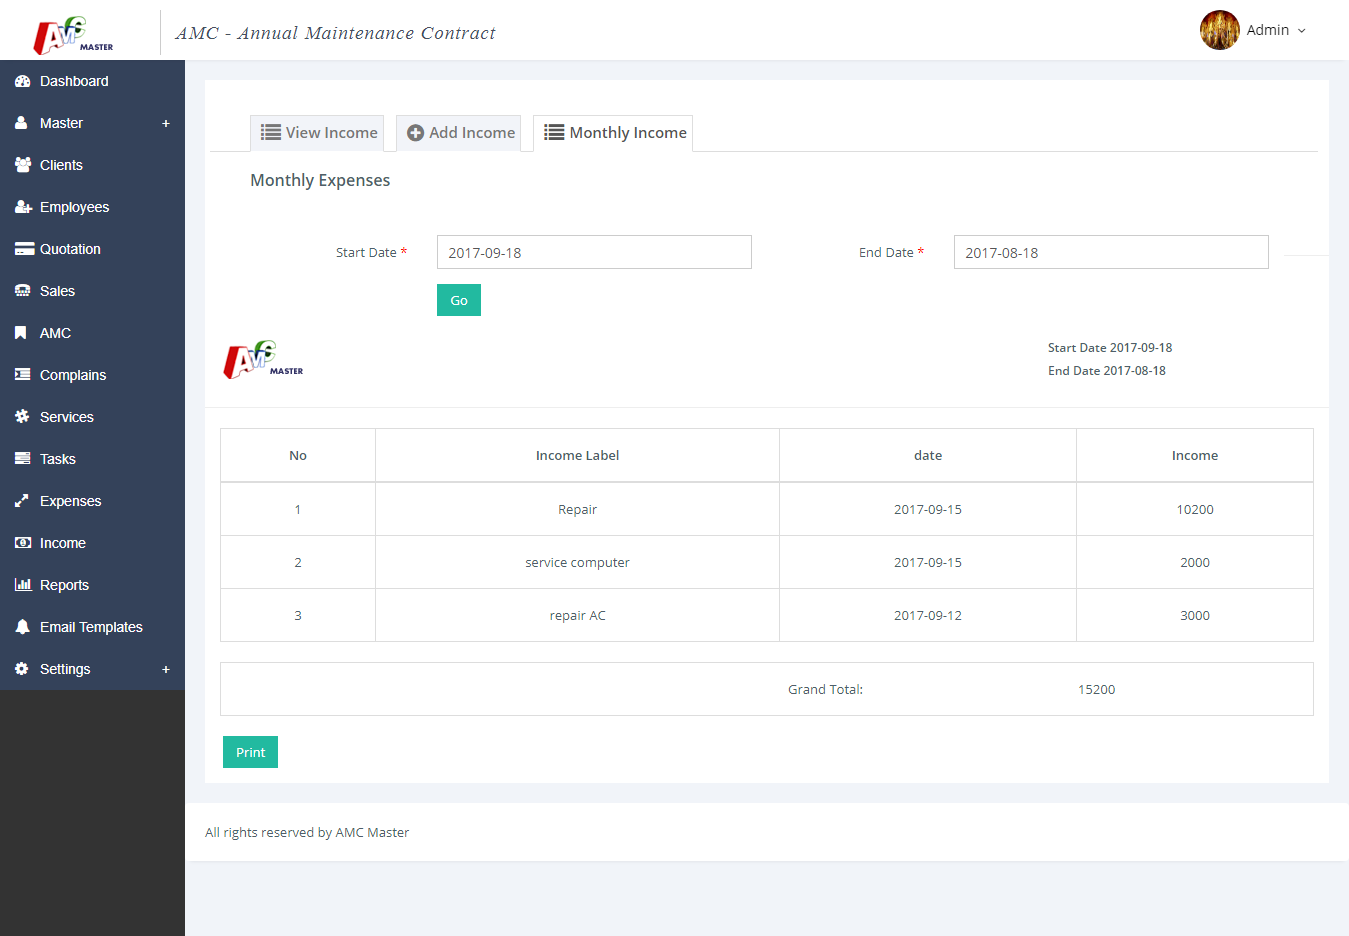 AMC MASTER
AMC - Annual Maintenance Contract
Admin
Dashboard
Master +
Clients
Employees
Quotation
Sales
AMC
Complains
Services
Tasks
Expenses
Income
Reports
Email Templates
Settings +
View Income
Add Income
Monthly Income
Monthly Expenses
Start Date * 2017-09-18
End Date * 2017-08-18
Go
AMC MASTER
Start Date 2017-09-18
End Date 2017-08-18
No Income Label date Income
1 Repair 2017-09-15 10200
2 service computer 2017-09-15 2000
3 repair AC 2017-09-12 3000
Grand Total: 15200
Print
All rights reserved by AMC Master